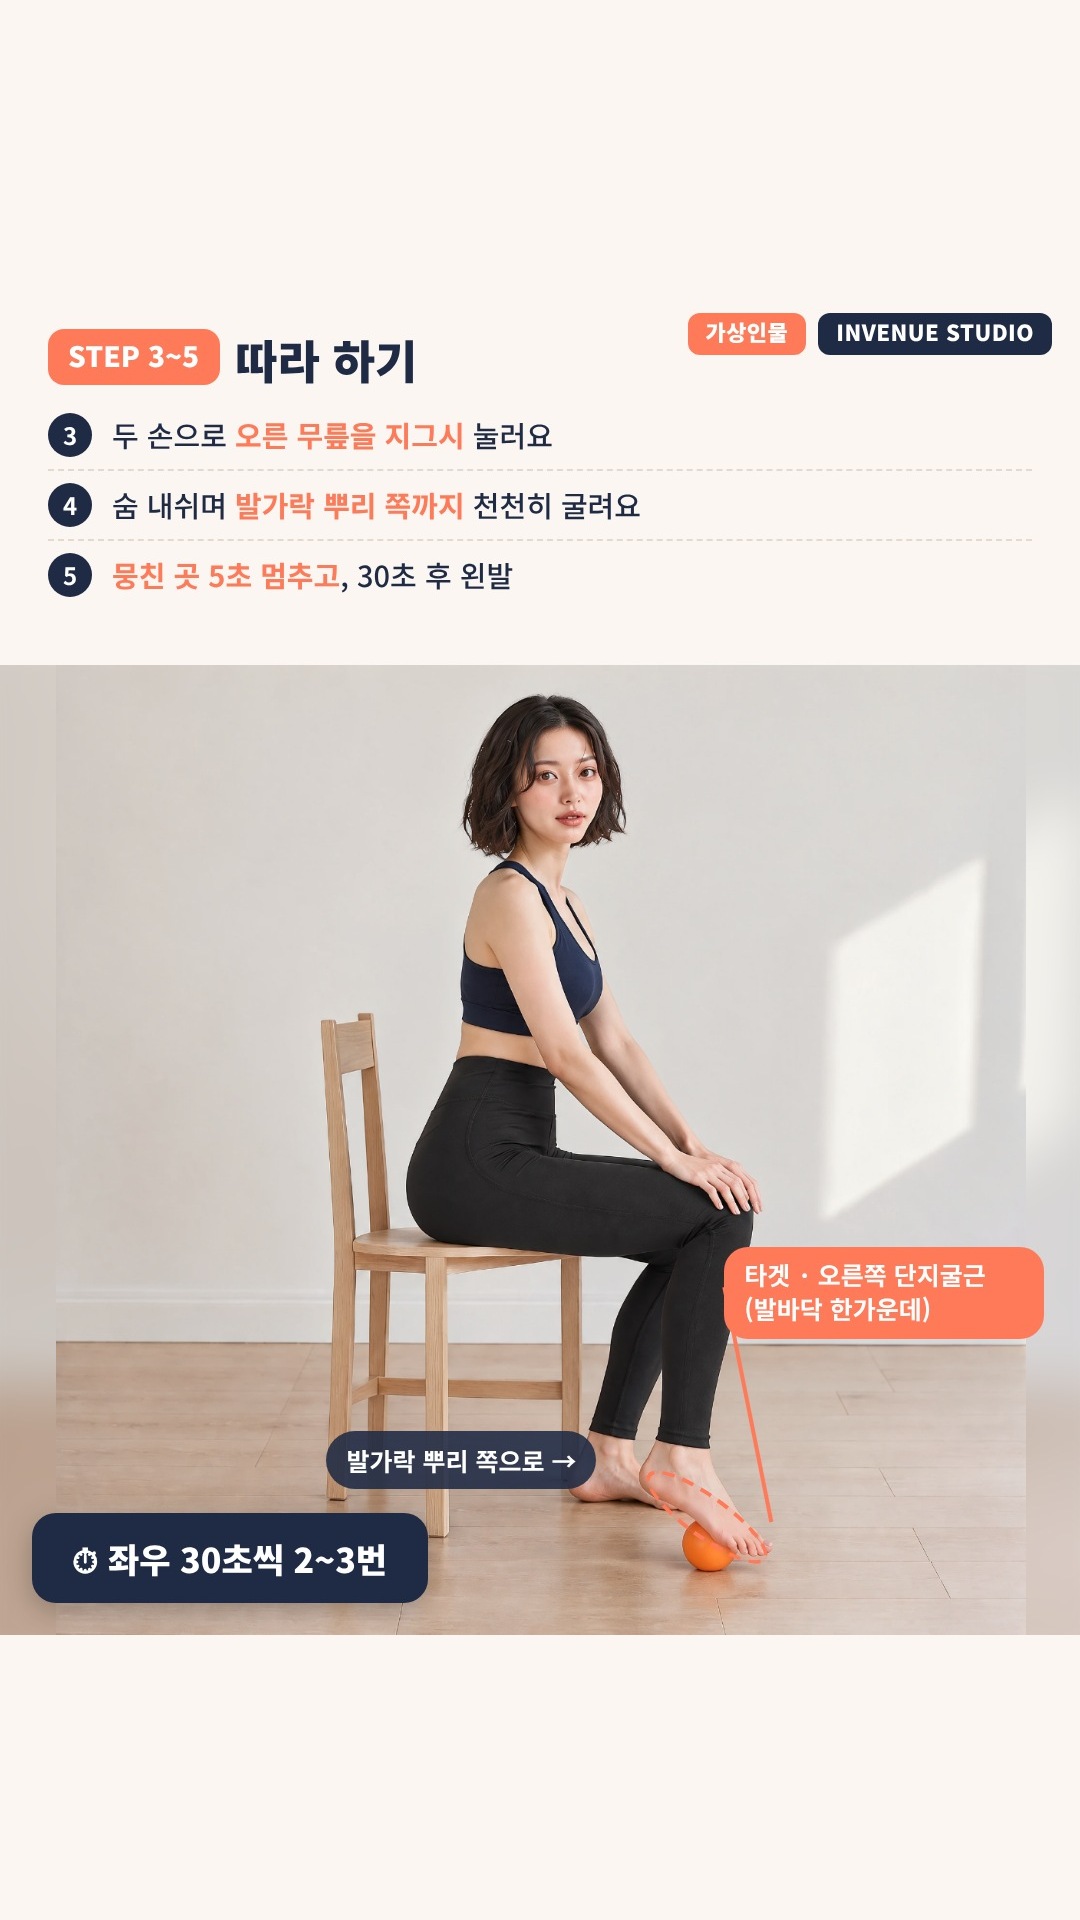 가상인물
INVENUE STUDIO
STEP 3~5 따라 하기
3 두 손으로 오른 무릎을 지그시 눌러요
4 숨 내쉬며 발가락 뿌리 쪽까지 천천히 굴려요
5 뭉친 곳 5초 멈추고, 30초 후 왼발
타겟 · 오른쪽 단지굴근
(발바닥 한가운데)
발가락 뿌리 쪽으로 →
⏱ 좌우 30초씩 2~3번